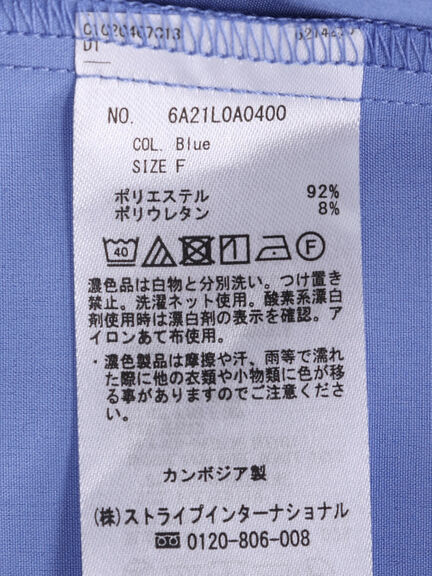 NO. 6A21L0A0400
COL. Blue
SIZE F
ポリエステル 92%
ポリウレタン 8%
40
F
濃色品は白物と分別洗い。つけ置き
禁止。洗濯ネット使用。酸素系漂白
剤使用時は漂白剤の表示を確認。ア
イロンあて布使用。
・濃色製品は摩擦や汗、雨等で濡れ
た際に他の衣類や小物類に色が移
る事がありますのでご注意くださ
い。
カンボジア製
(株)ストライプインターナショナル
0120-806-008